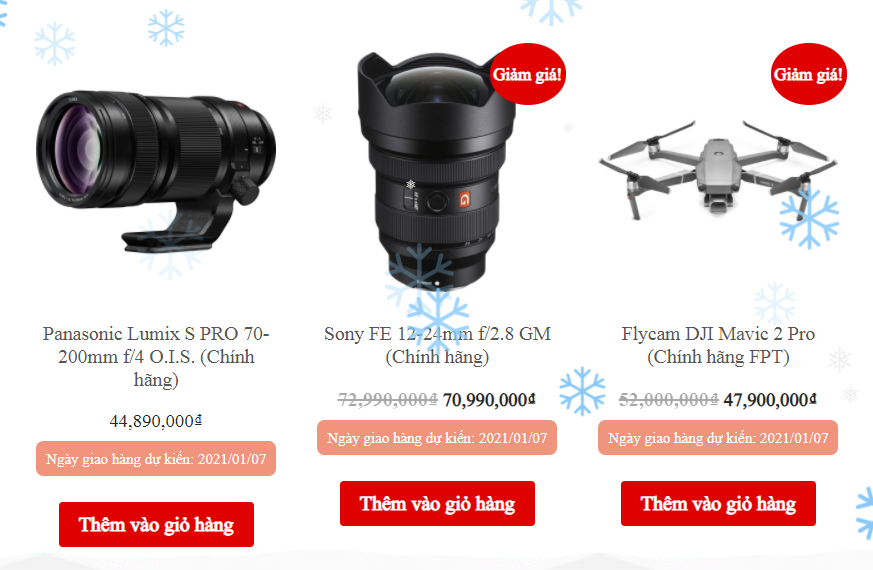 Giảm giá!
Giảm giá!
Panasonic Lumix S PRO 70-
200mm f/4 O.I.S. (Chính
hãng)
44,890,000₫
Ngày giao hàng dự kiến: 2021/01/07
Thêm vào giỏ hàng
Sony FE 12-24mm f/2.8 GM
(Chính hãng)
72,990,000₫ 70,990,000₫
Ngày giao hàng dự kiến: 2021/01/07
Thêm vào giỏ hàng
Flycam DJI Mavic 2 Pro
(Chính hãng FPT)
52,000,000₫ 47,900,000₫
Ngày giao hàng dự kiến: 2021/01/07
Thêm vào giỏ hàng